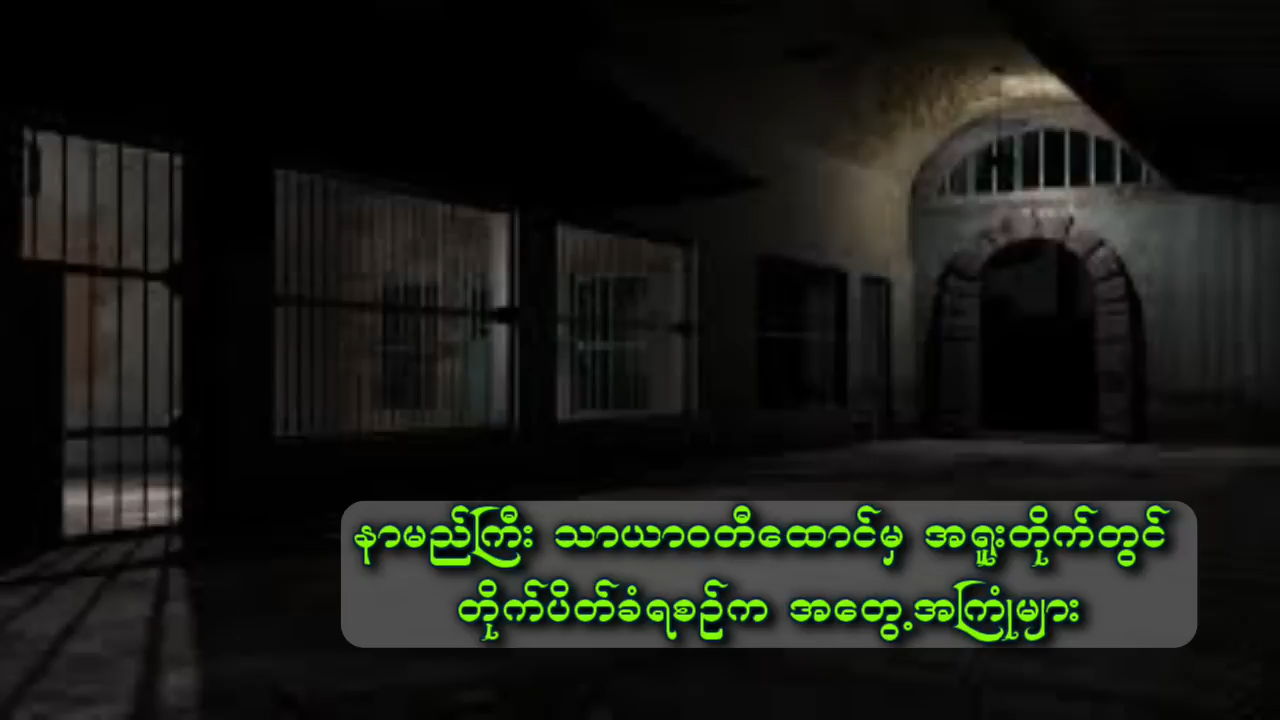 နာမည်ကြီး သာယာဝတီထောင်မှ အရူးတိုက်တွင်
တိုက်ပိတ်ခံရစဉ်က အတွေ့အကြုံများ